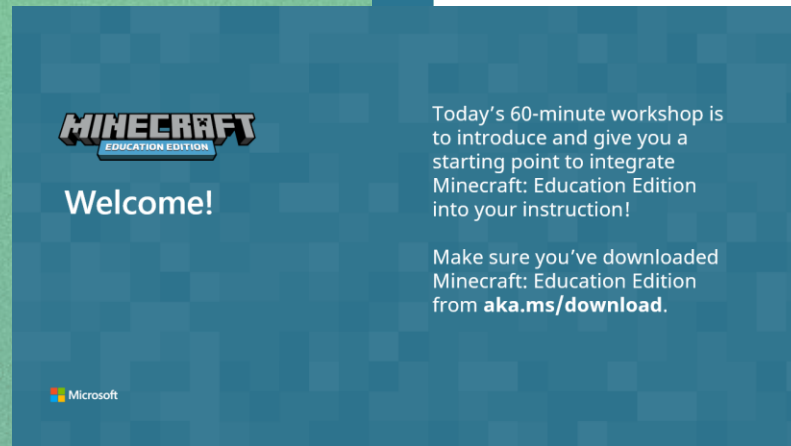 MINECRAFT
EDUCATION EDITION
Welcome!
Today’s 60-minute workshop is
to introduce and give you a
starting point to integrate
Minecraft: Education Edition
into your instruction!
Make sure you’ve downloaded
Minecraft: Education Edition
from aka.ms/download.
Microsoft